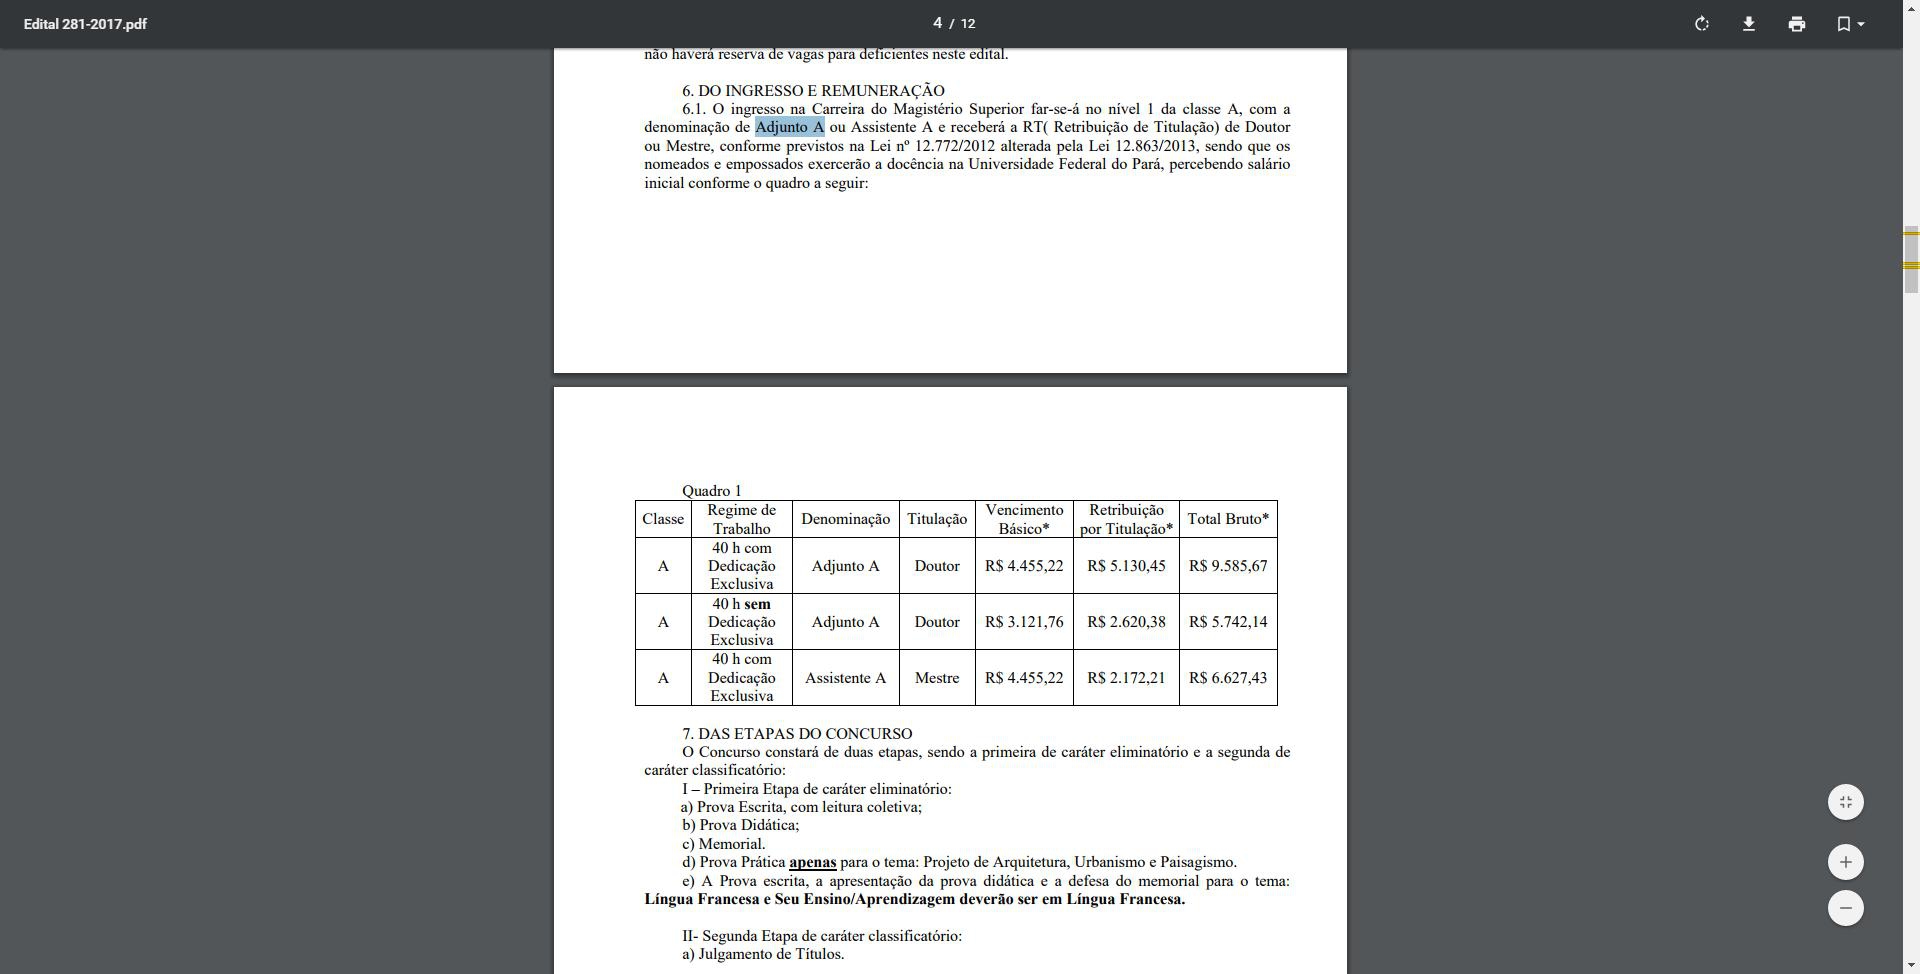 Edital 281-2017.pdf
4 / 12
não haverá reserva de vagas para deficientes neste edital.
6. DO INGRESSO E REMUNERAÇÃO
6.1. O ingresso na Carreira do Magistério Superior far-se-á no nível 1 da classe A, com a
denominação de Adjunto A ou Assistente A e receberá a RT( Retribuição de Titulação) de Doutor
ou Mestre, conforme previstos na Lei nº 12.772/2012 alterada pela Lei 12.863/2013, sendo que os
nomeados e empossados exercerão a docência na Universidade Federal do Pará, percebendo salário
inicial conforme o quadro a seguir:
Quadro 1
Classe Regime de Trabalho Denominação Titulação Vencimento Básico* Retribuição por Titulação* Total Bruto*
A 40 h com Dedicação Exclusiva Adjunto A Doutor R$ 4.455,22 R$ 5.130,45 R$ 9.585,67
A 40 h sem Dedicação Exclusiva Adjunto A Doutor R$ 3.121,76 R$ 2.620,38 R$ 5.742,14
A 40 h com Dedicação Exclusiva Assistente A Mestre R$ 4.455,22 R$ 2.172,21 R$ 6.627,43
7. DAS ETAPAS DO CONCURSO
O Concurso constará de duas etapas, sendo a primeira de caráter eliminatório e a segunda de
caráter classificatório:
I – Primeira Etapa de caráter eliminatório:
a) Prova Escrita, com leitura coletiva;
b) Prova Didática;
c) Memorial.
d) Prova Prática apenas para o tema: Projeto de Arquitetura, Urbanismo e Paisagismo.
e) A Prova escrita, a apresentação da prova didática e a defesa do memorial para o tema:
Língua Francesa e Seu Ensino/Aprendizagem deverão ser em Língua Francesa.
II- Segunda Etapa de caráter classificatório:
a) Julgamento de Títulos.